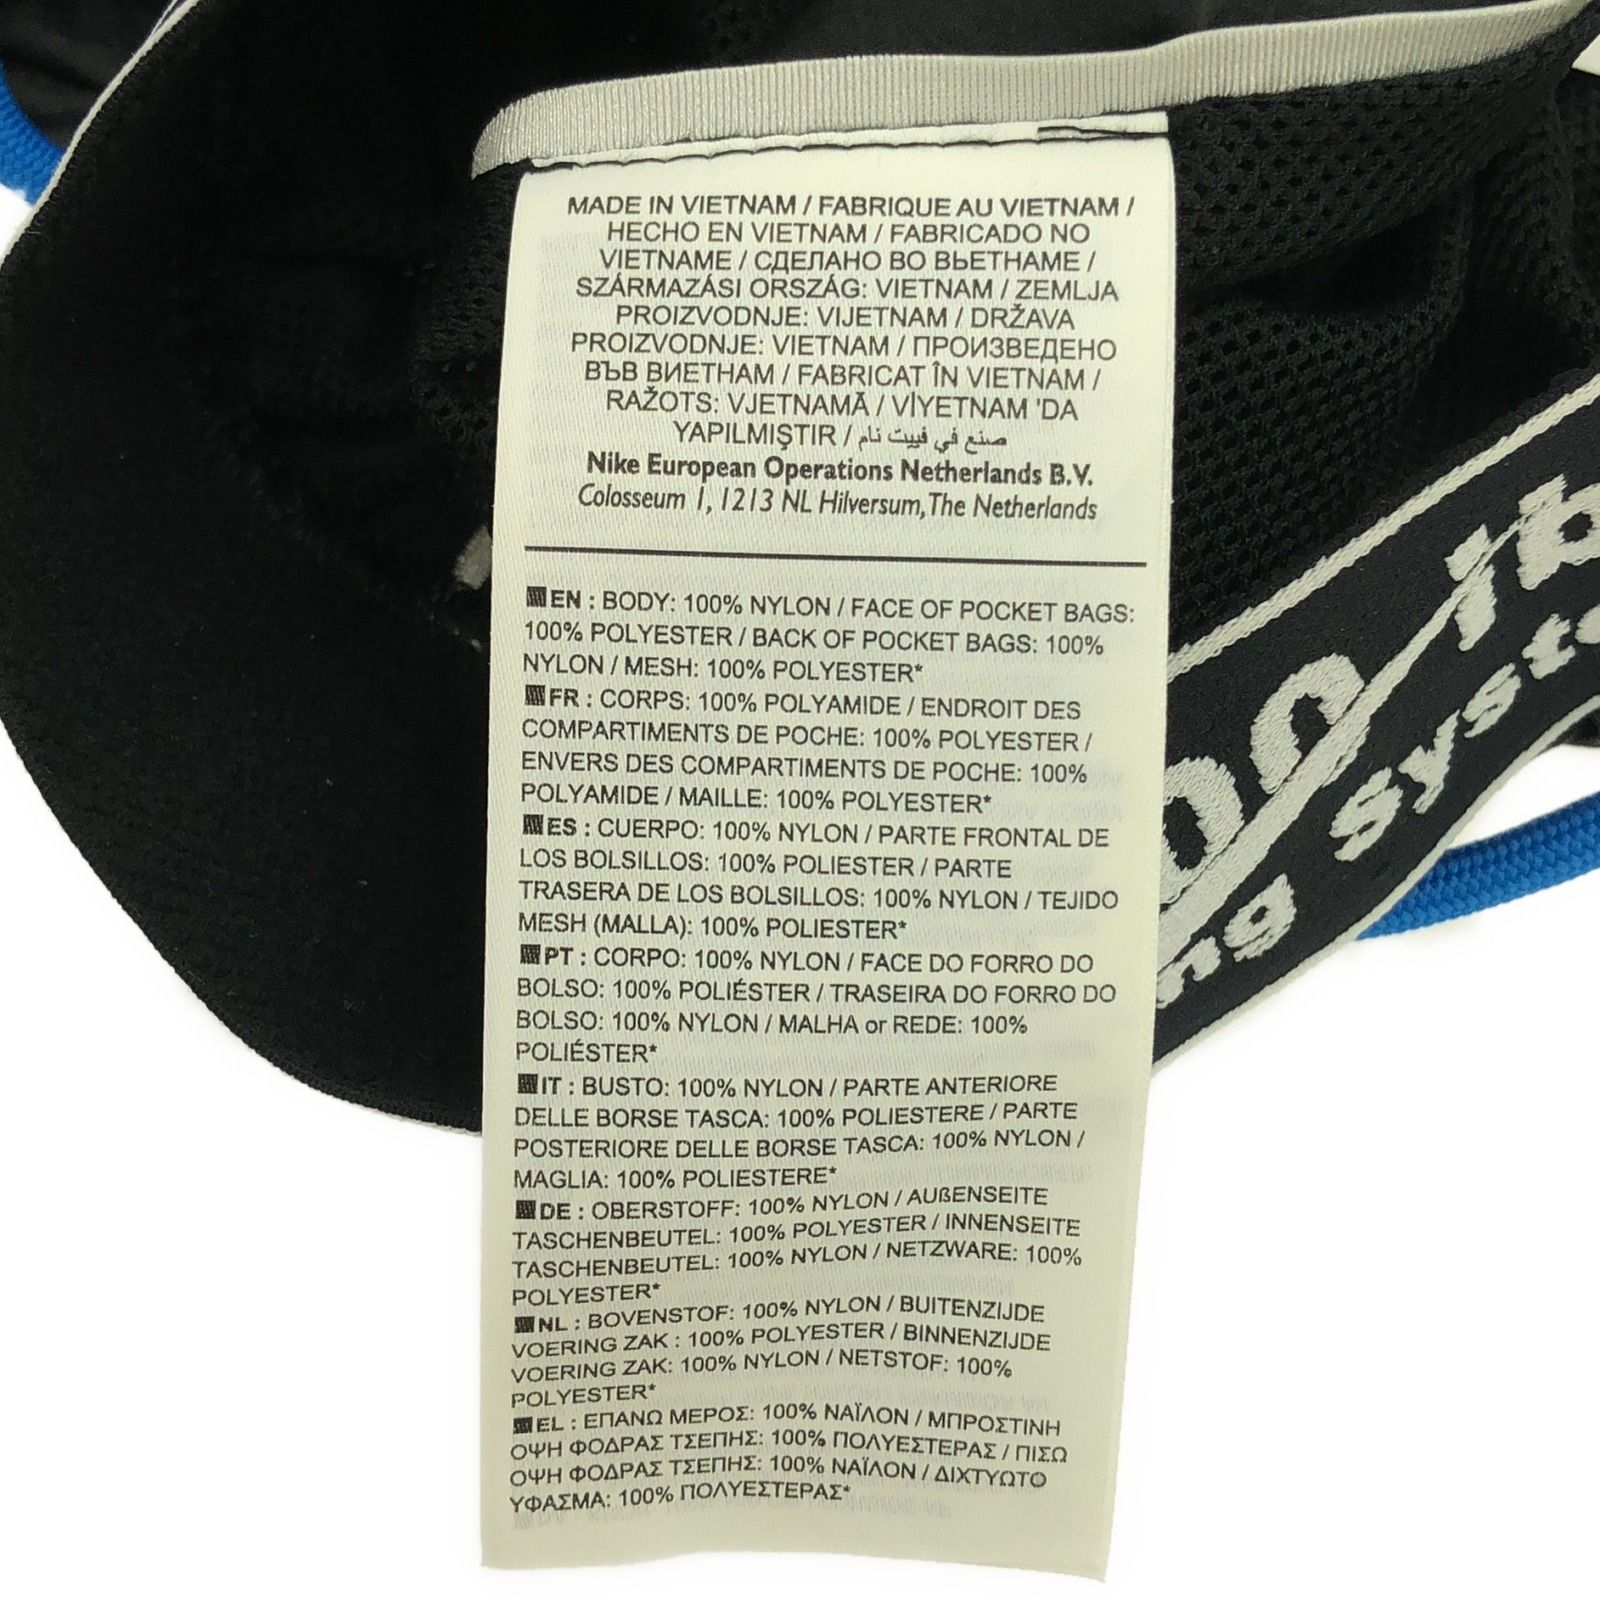 MADE IN VIETNAM / FABRIQUE AU VIETNAM /
HECHO EN VIETNAM / FABRICADO NO
VIETNAME / СДЕЛАНО ВО ВЬЕТНАМЕ /
SZÁRMAZÁSI ORSZÁG: VIETNAM / ZEMLJA
PROIZVODNJE: VIJETNAM / DRŽAVA
PROIZVODNJE: VIETNAM / ПРОИЗВЕДЕНО
ВЪВ ВИЕТНАМ / FABRICAT ÎN VIETNAM /
RAŽOTS: VJETNAMĀ / VİYETNAM 'DA
YAPILMIŞTIR / صنع في فييت نام
Nike European Operations Netherlands B.V.
Colosseum 1, 1213 NL Hilversum, The Netherlands
EN : BODY: 100% NYLON / FACE OF POCKET BAGS:
100% POLYESTER / BACK OF POCKET BAGS: 100%
NYLON / MESH: 100% POLYESTER*
FR : CORPS: 100% POLYAMIDE / ENDROIT DES
COMPARTIMENTS DE POCHE: 100% POLYESTER /
ENVERS DES COMPARTIMENTS DE POCHE: 100%
POLYAMIDE / MAILLE: 100% POLYESTER*
ES : CUERPO: 100% NYLON / PARTE FRONTAL DE
LOS BOLSILLOS: 100% POLIESTER / PARTE
TRASERA DE LOS BOLSILLOS: 100% NYLON / TEJIDO
MESH (MALLA): 100% POLIESTER*
PT : CORPO: 100% NYLON / FACE DO FORRO DO
BOLSO: 100% POLIÉSTER / TRASEIRA DO FORRO DO
BOLSO: 100% NYLON / MALHA or REDE: 100%
POLIÉSTER*
IT : BUSTO: 100% NYLON / PARTE ANTERIORE
DELLE BORSE TASCA: 100% POLIESTERE / PARTE
POSTERIORE DELLE BORSE TASCA: 100% NYLON /
MAGLIA: 100% POLIESTERE*
DE : OBERSTOFF: 100% NYLON / AUßENSEITE
TASCHENBEUTEL: 100% POLYESTER / INNENSEITE
TASCHENBEUTEL: 100% NYLON / NETZWARE: 100%
POLYESTER*
NL : BOVENSTOF: 100% NYLON / BUITENZIJDE
VOERING ZAK : 100% POLYESTER / BINNENZIJDE
VOERING ZAK: 100% NYLON / NETSTOF: 100%
POLYESTER*
EL : ΕΠΑΝΩ ΜΕΡΟΣ: 100% ΝΑΪΛΟΝ / ΜΠΡΟΣΤΙΝΗ
ΟΨΗ ΦΟΔΡΑΣ ΤΣΕΠΗΣ: 100% ΠΟΛΥΕΣΤΕΡΑΣ / ΠΙΣΩ
ΟΨΗ ΦΟΔΡΑΣ ΤΣΕΠΗΣ: 100% ΝΑΪΛΟΝ / ΔΙΧΤΥΩΤΟ
ΥΦΑΣΜΑ: 100% ΠΟΛΥΕΣΤΕΡΑΣ*